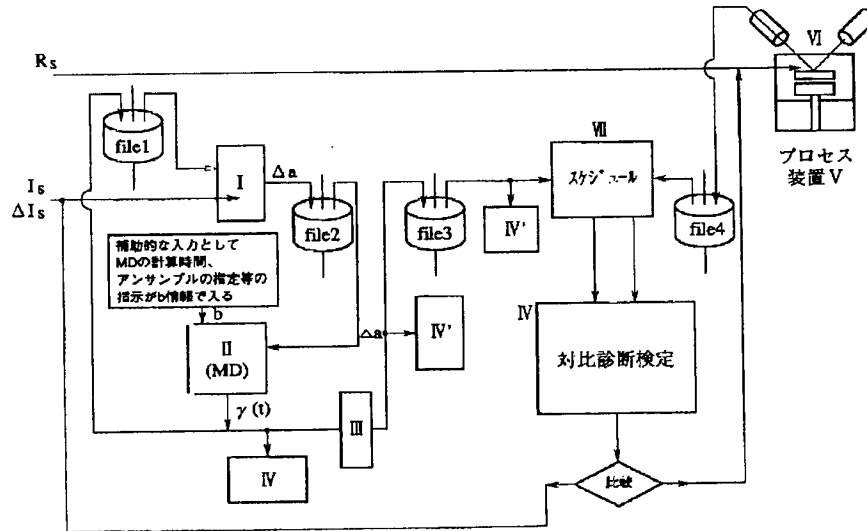 Rs
VI
プロセス
装置V
file1
I
Δa
Is
ΔIs
file2
file3
VII
スケジュール
IV'
file4
補助的な入力として
MDの計算時間、
アンサンブルの指定等の
指示がb情報で入る
b
II
(MD)
Δa
IV'
IV
対比診断検定
γ(t)
III
IV
比較